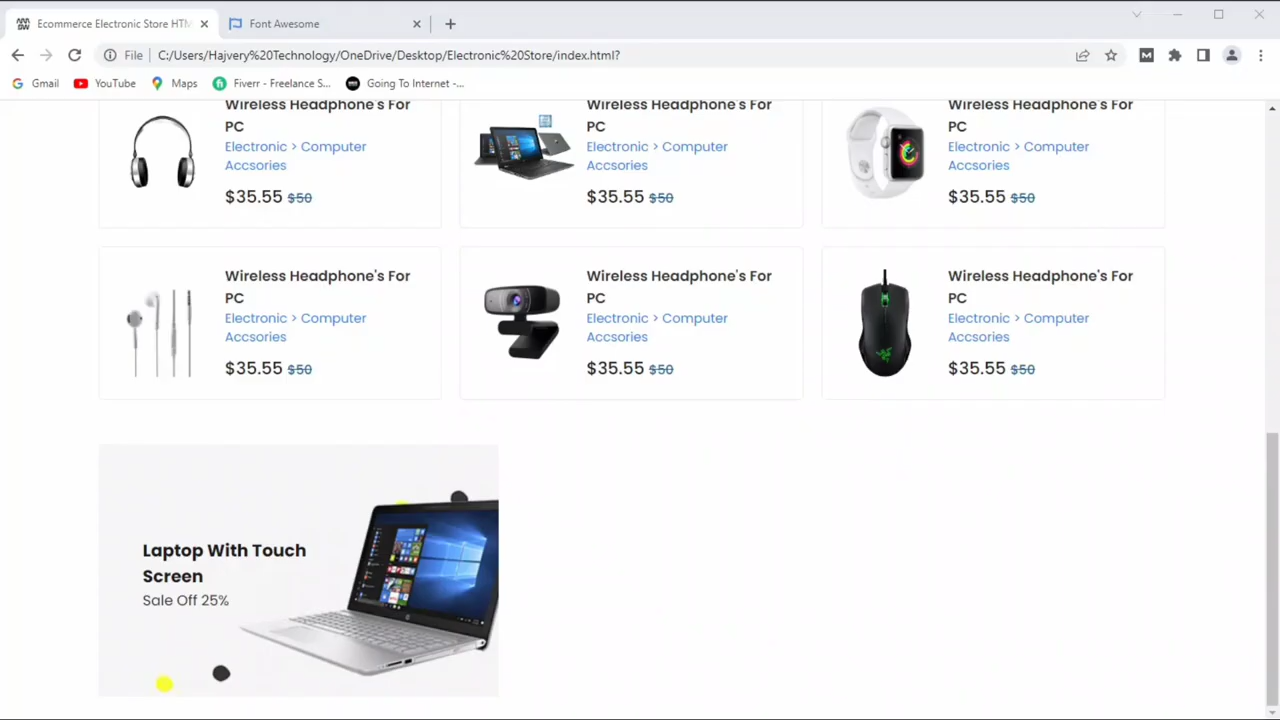 Ecommerce Electronic Store HTM
Font Awesome
File
C:/Users/Hajvery%20Technology/OneDrive/Desktop/Electronic%20Store/index.html?
Gmail
YouTube
Maps
Fiverr - Freelance S...
Going To Internet -...
Wireless Headphone's For
PC
Electronic > Computer
Accsories
$35.55 $50
Wireless Headphone's For
PC
Electronic > Computer
Accsories
$35.55 $50
Wireless Headphone's For
PC
Electronic > Computer
Accsories
$35.55 $50
Wireless Headphone's For
PC
Electronic > Computer
Accsories
$35.55 $50
Wireless Headphone's For
PC
Electronic > Computer
Accsories
$35.55 $50
Wireless Headphone's For
PC
Electronic > Computer
Accsories
$35.55 $50
Laptop With Touch
Screen
Sale Off 25%